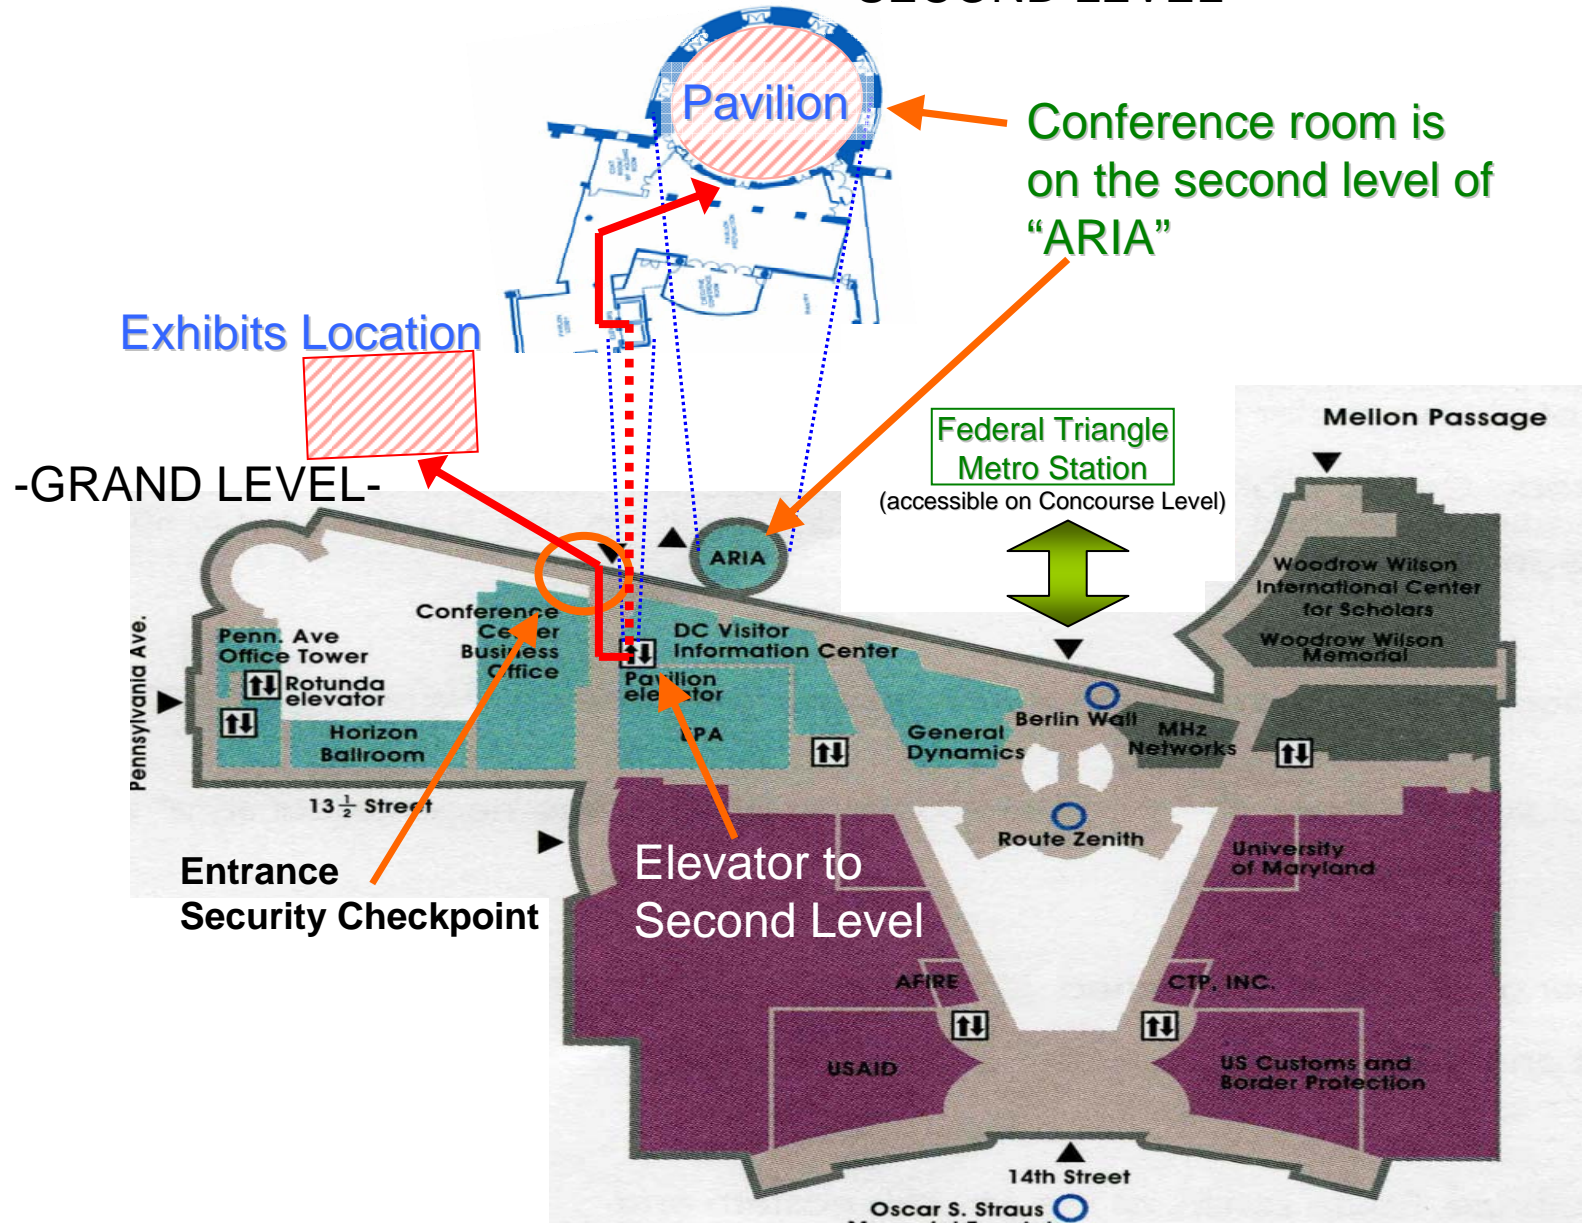 SECOND LEVEL
Pavilion
Conference room is
on the second level of
“ARIA”
Exhibits Location
-GRAND LEVEL-
Federal Triangle
Metro Station
(accessible on Concourse Level)
Mellon Passage
ARIA
Woodrow Wilson
International Center
for Scholars
Woodrow Wilson
Memorial
Conference
Center
Business
Office
DC Visitor
Information Center
Pavilion
elevator
EPA
Penn. Ave
Office Tower
Rotunda
elevator
Pennsylvania Ave.
Horizon
Ballroom
General
Dynamics
Berlin Wall
MHz
Networks
13 1/2 Street
Route Zenith
University
of Maryland
Entrance
Security Checkpoint
Elevator to
Second Level
AFIRE
CTP, INC.
USAID
US Customs and
Border Protection
14th Street
Oscar S. Straus